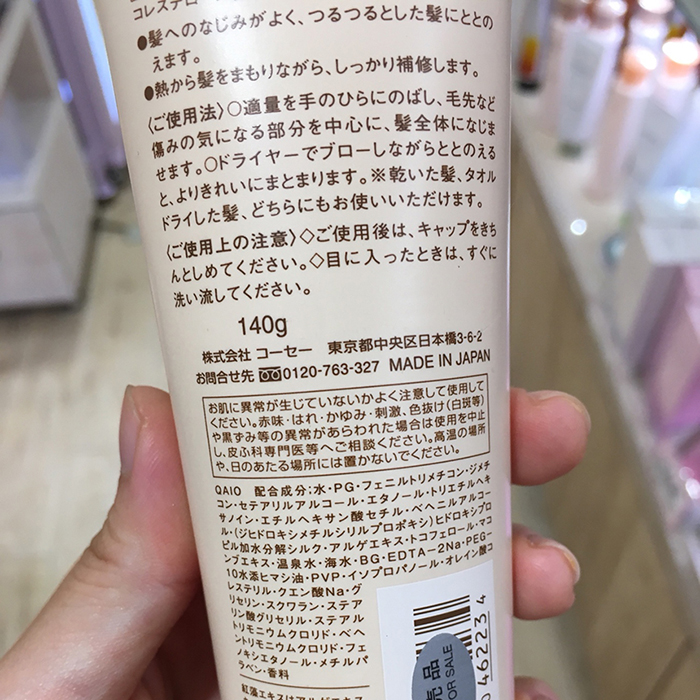 コレステロー
●髪へのなじみがよく、つるつるとした髪にととの
えます。
●熱から髪をまもりながら、しっかり補修します。
〈ご使用法〉○適量を手のひらにのばし、毛先など
傷みの気になる部分を中心に、髪全体になじま
せます。○ドライヤーでブローしながらととのえる
と、よりきれいにまとまります。※乾いた髪、タオル
ドライした髪、どちらにもお使いいただけます。
〈ご使用上の注意〉◇ご使用後は、キャップをきち
んとしめてください。◇目に入ったときは、すぐに
洗い流してください。
140g
株式会社 コーセー 東京都中央区日本橋3-6-2
お問合せ先 0120-763-327 MADE IN JAPAN
お肌に異常が生じていないかよく注意して使用して
ください。赤味・はれ・かゆみ・刺激、色抜け(白斑等)
や黒ずみ等の異常があらわれた場合は使用を中止
し、皮ふ科専門医等へご相談ください。高温の場所
や、日のあたる場所には置かないでください。
QAIO 配合成分:水・PG・フェニルトリメチコン・ジメチ
コン・セテアリルアルコール・エタノール・トリエチルヘキ
サノイン・エチルヘキサン酸セチル・ベヘニルアルコー
ル・(ジヒドロキシメチルシリルプロポキシ)ヒドロキシプロ
ピル加水分解シルク・アルゲエキス・トコフェロール・マコ
ンブエキス・温泉水・海水・BG・EDTA-2Na・PEG-
10水添ヒマシ油・PVP・イソプロパノール・オレイン酸コ
レステリル・クエン酸Na・グ
リセリン・スクワラン・ステア
リン酸グリセリル・ステアル
トリモニウムクロリド・ベヘ
ントリモニウムクロリド・フェ
ノキシエタノール・メチルパ
ラベン・香料
紅藻エキスはアルゲエキス
売品
OR SALE
0 462234